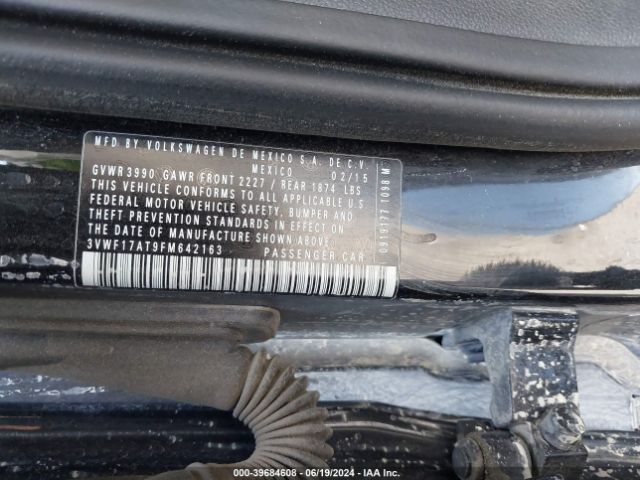 MFD BY VOLKSWAGEN DE MEXICO S.A. DE C.V.
MEXICO 02/15
GVWR 3990 GAWR FRONT 2227 / REAR 1874 LBS
THIS VEHICLE CONFORMS TO ALL APPLICABLE U.S
FEDERAL MOTOR VEHICLE SAFETY, BUMPER AND
THEFT PREVENTION STANDARDS IN EFFECT ON
THE DATE OF MANUFACTURE SHOWN ABOVE
3VWF17AT9FM642163 PASSENGER CAR
000-39684608 - 06/19/2024 - IAA Inc.